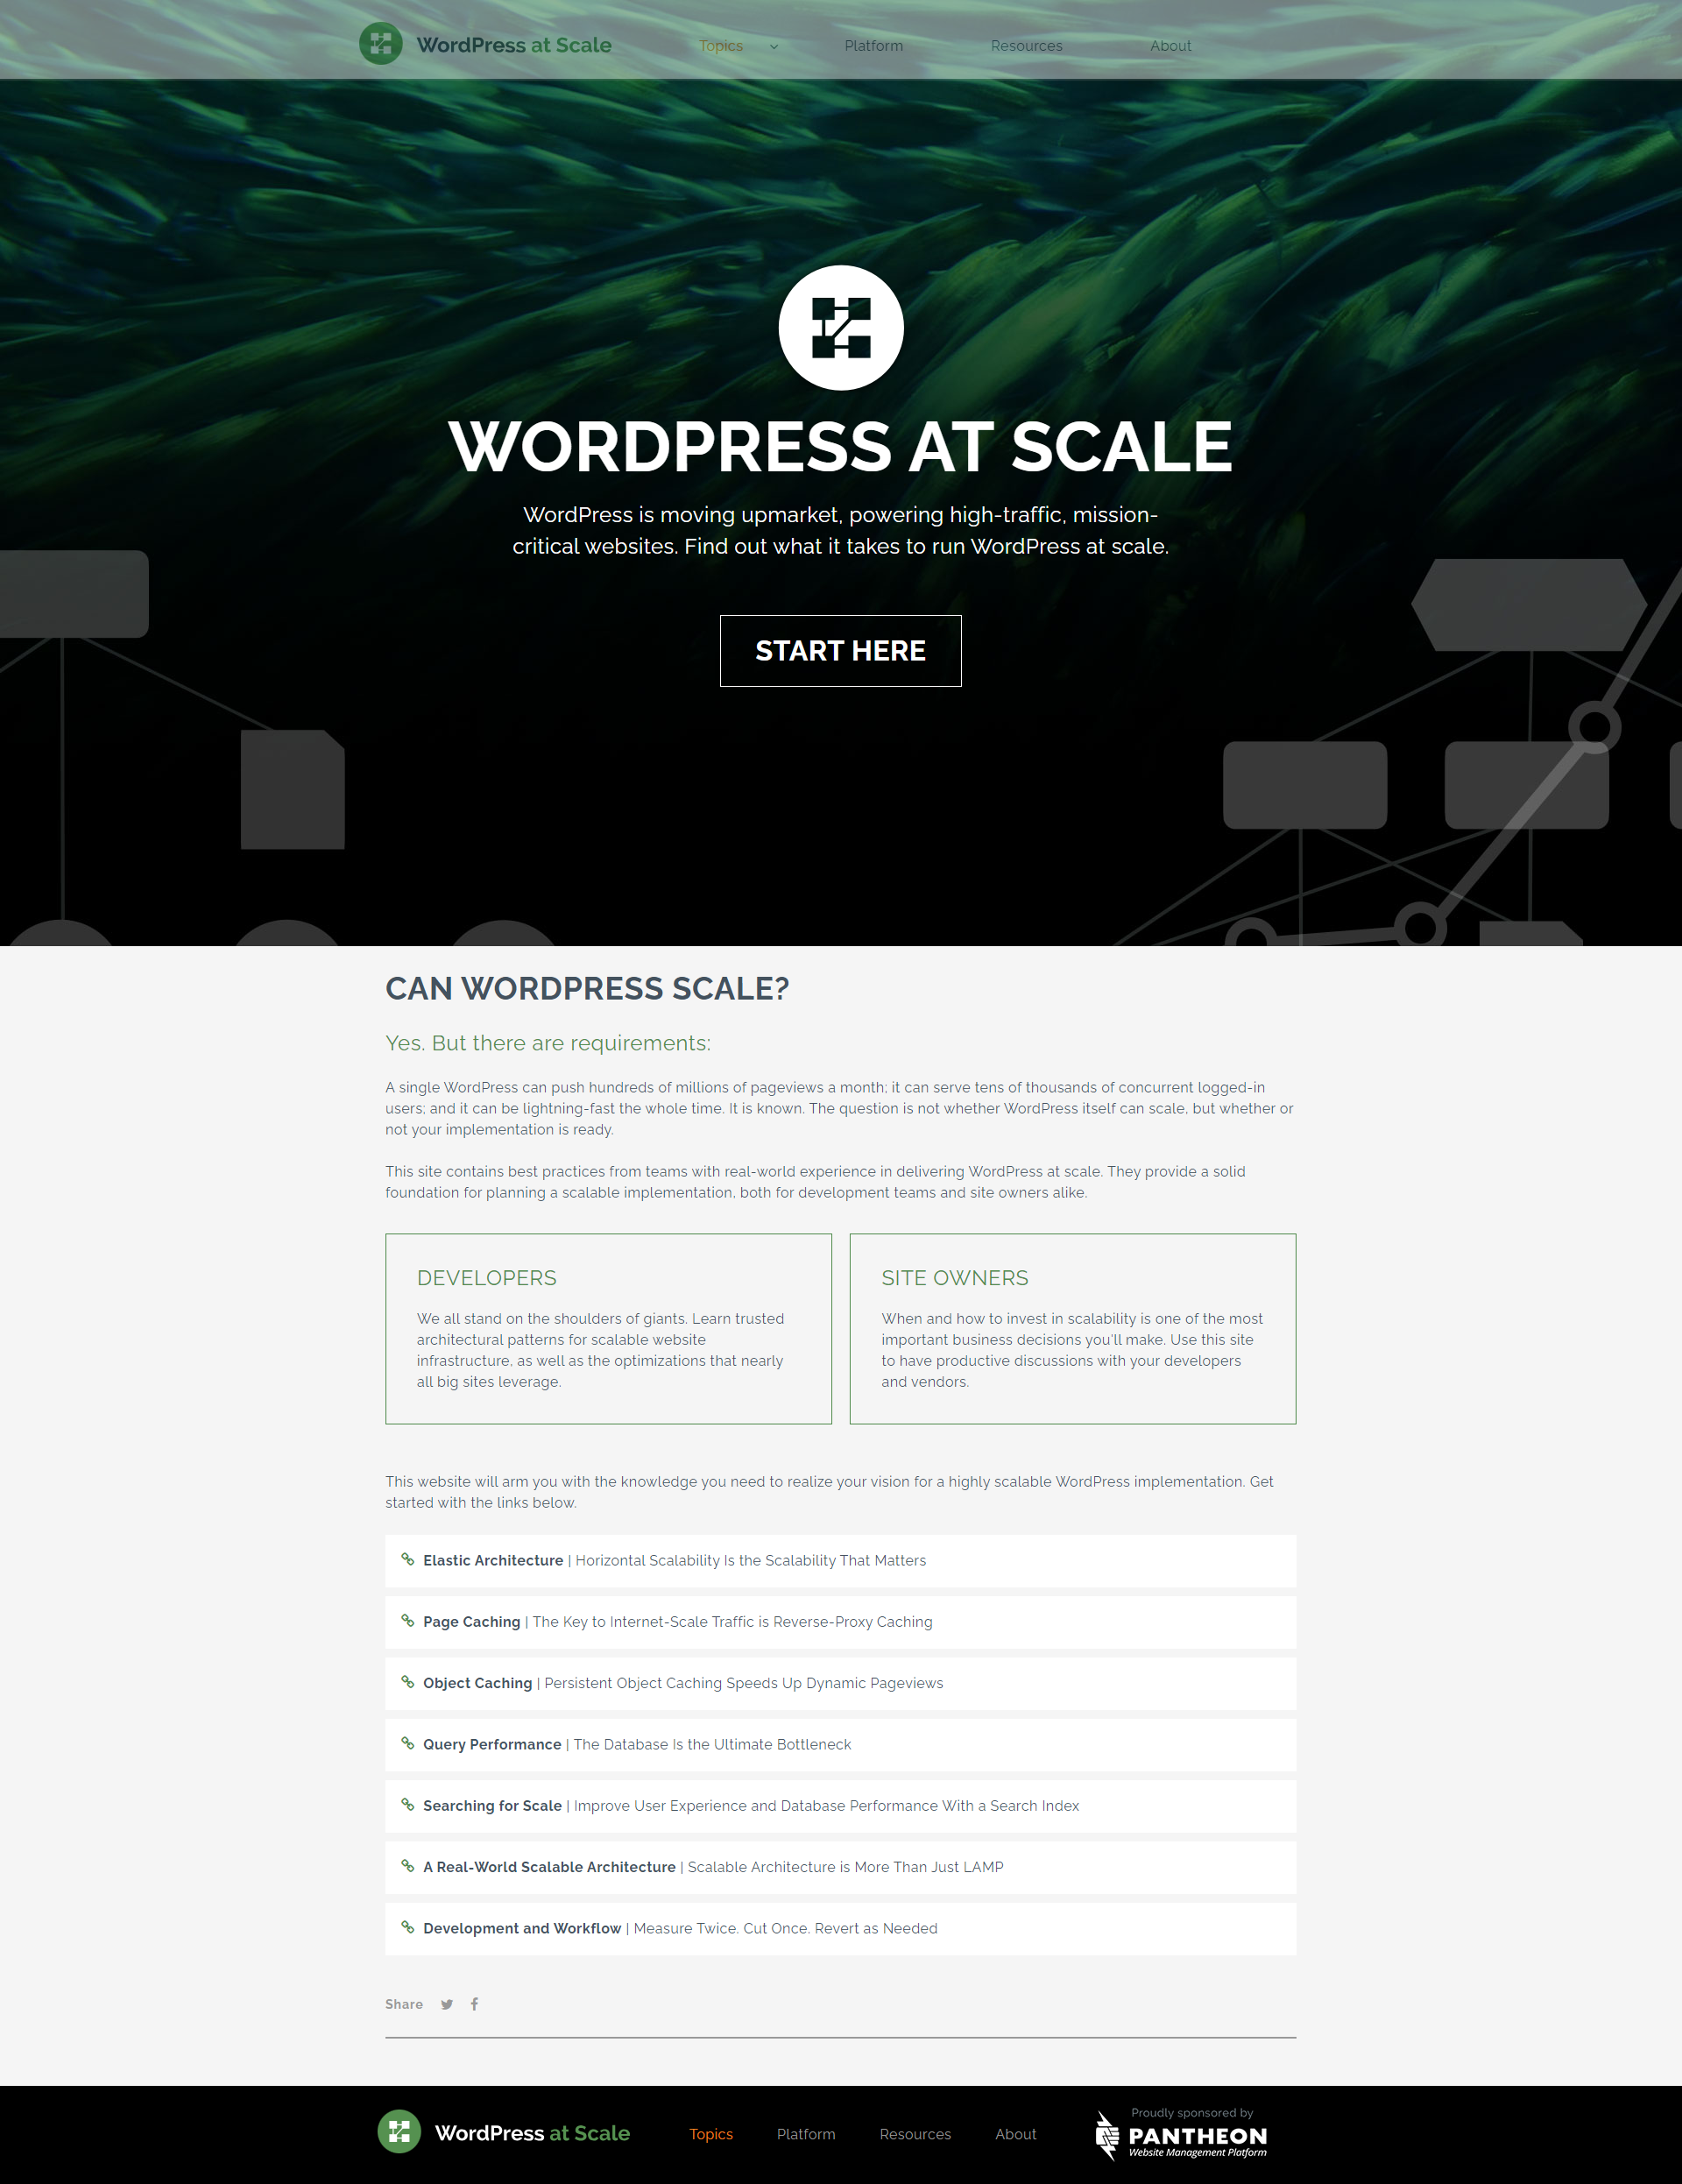 WordPress at Scale
Topics
Platform
Resources
About
WORDPRESS AT SCALE
WordPress is moving upmarket, powering high-traffic, mission-
critical websites. Find out what it takes to run WordPress at scale.
START HERE
CAN WORDPRESS SCALE?
Yes. But there are requirements:
A single WordPress can push hundreds of millions of pageviews a month; it can serve tens of thousands of concurrent logged-in
users; and it can be lightning-fast the whole time. It is known. The question is not whether WordPress itself can scale, but whether or
not your implementation is ready.
This site contains best practices from teams with real-world experience in delivering WordPress at scale. They provide a solid
foundation for planning a scalable implementation, both for development teams and site owners alike.
DEVELOPERS
We all stand on the shoulders of giants. Learn trusted
architectural patterns for scalable website
infrastructure, as well as the optimizations that nearly
all big sites leverage.
SITE OWNERS
When and how to invest in scalability is one of the most
important business decisions you'll make. Use this site
to have productive discussions with your developers
and vendors.
This website will arm you with the knowledge you need to realize your vision for a highly scalable WordPress implementation. Get
started with the links below.
Elastic Architecture | Horizontal Scalability Is the Scalability That Matters
Page Caching | The Key to Internet-Scale Traffic is Reverse-Proxy Caching
Object Caching | Persistent Object Caching Speeds Up Dynamic Pageviews
Query Performance | The Database Is the Ultimate Bottleneck
Searching for Scale | Improve User Experience and Database Performance With a Search Index
A Real-World Scalable Architecture | Scalable Architecture is More Than Just LAMP
Development and Workflow | Measure Twice. Cut Once. Revert as Needed
Share
WordPress at Scale
Topics
Platform
Resources
About
Proudly sponsored by
PANTHEON
Website Management Platform